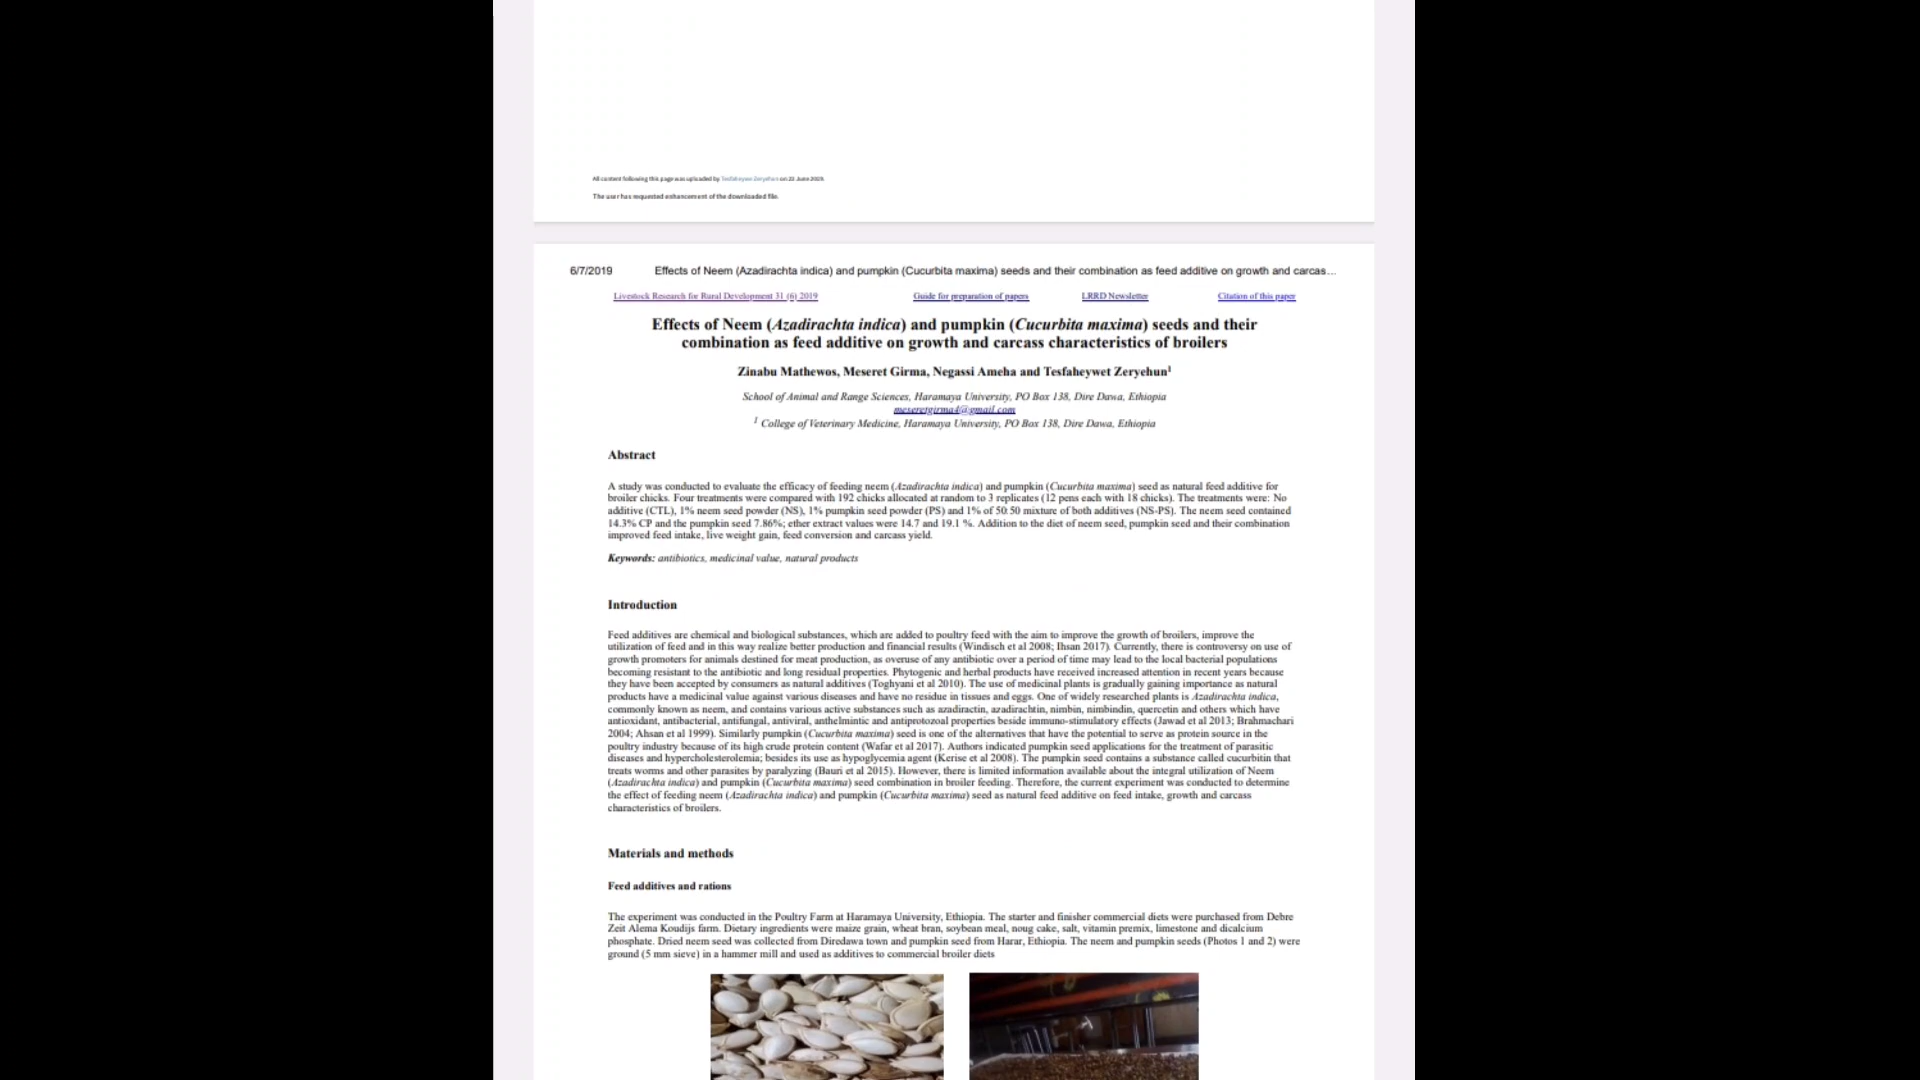 All content following this page was uploaded by Tesfaheywet Zeryehun on 22 June 2019.
The user has requested enhancement of the downloaded file.
6/7/2019 Effects of Neem (Azadirachta indica) and pumpkin (Cucurbita maxima) seeds and their combination as feed additive on growth and carcas…
Livestock Research for Rural Development 31 (6) 2019 Guide for preparation of papers LRRD Newsletter Citation of this paper
Effects of Neem (Azadirachta indica) and pumpkin (Cucurbita maxima) seeds and their
combination as feed additive on growth and carcass characteristics of broilers
Zinabu Mathewos, Meseret Girma, Negassi Ameha and Tesfaheywet Zeryehun1
School of Animal and Range Sciences, Haramaya University, PO Box 138, Dire Dawa, Ethiopia
meseretgirma4@gmail.com
1 College of Veterinary Medicine, Haramaya University, PO Box 138, Dire Dawa, Ethiopia
Abstract
A study was conducted to evaluate the efficacy of feeding neem (Azadirachta indica) and pumpkin (Cucurbita maxima) seed as natural feed additive for
broiler chicks. Four treatments were compared with 192 chicks allocated at random to 3 replicates (12 pens each with 18 chicks). The treatments were: No
additive (CTL), 1% neem seed powder (NS), 1% pumpkin seed powder (PS) and 1% of 50:50 mixture of both additives (NS-PS). The neem seed contained
14.3% CP and the pumpkin seed 7.86%; ether extract values were 14.7 and 19.1 %. Addition to the diet of neem seed, pumpkin seed and their combination
improved feed intake, live weight gain, feed conversion and carcass yield.
Keywords: antibiotics, medicinal value, natural products
Introduction
Feed additives are chemical and biological substances, which are added to poultry feed with the aim to improve the growth of broilers, improve the
utilization of feed and in this way realize better production and financial results (Windisch et al 2008; Ihsan 2017). Currently, there is controversy on use of
growth promoters for animals destined for meat production, as overuse of any antibiotic over a period of time may lead to the local bacterial populations
becoming resistant to the antibiotic and long residual properties. Phytogenic and herbal products have received increased attention in recent years because
they have been accepted by consumers as natural additives (Toghyani et al 2010). The use of medicinal plants is gradually gaining importance as natural
products have a medicinal value against various diseases and have no residue in tissues and eggs. One of widely researched plants is Azadirachta indica,
commonly known as neem, and contains various active substances such as azadiractin, azadirachtin, nimbin, nimbindin, quercetin and others which have
antioxidant, antibacterial, antifungal, antiviral, anthelmintic and antiprotozoal properties beside immuno-stimulatory effects (Jawad et al 2013; Brahmachari
2004; Ahsan et al 1999). Similarly pumpkin (Cucurbita maxima) seed is one of the alternatives that have the potential to serve as protein source in the
poultry industry because of its high crude protein content (Wafar et al 2017). Authors indicated pumpkin seed applications for the treatment of parasitic
diseases and hypercholesterolemia; besides its use as hypoglycemia agent (Kerise et al 2008). The pumpkin seed contains a substance called cucurbitin that
treats worms and other parasites by paralyzing (Bauri et al 2015). However, there is limited information available about the integral utilization of Neem
(Azadirachta indica) and pumpkin (Cucurbita maxima) seed combination in broiler feeding. Therefore, the current experiment was conducted to determine
the effect of feeding neem (Azadirachta indica) and pumpkin (Cucurbita maxima) seed as natural feed additive on feed intake, growth and carcass
characteristics of broilers.
Materials and methods
Feed additives and rations
The experiment was conducted in the Poultry Farm at Haramaya University, Ethiopia. The starter and finisher commercial diets were purchased from Debre
Zeit Alema Koudijs farm. Dietary ingredients were maize grain, wheat bran, soybean meal, noug cake, salt, vitamin premix, limestone and dicalcium
phosphate. Dried neem seed was collected from Diredawa town and pumpkin seed from Harar, Ethiopia. The neem and pumpkin seeds (Photos 1 and 2) were
ground (5 mm sieve) in a hammer mill and used as additives to commercial broiler diets